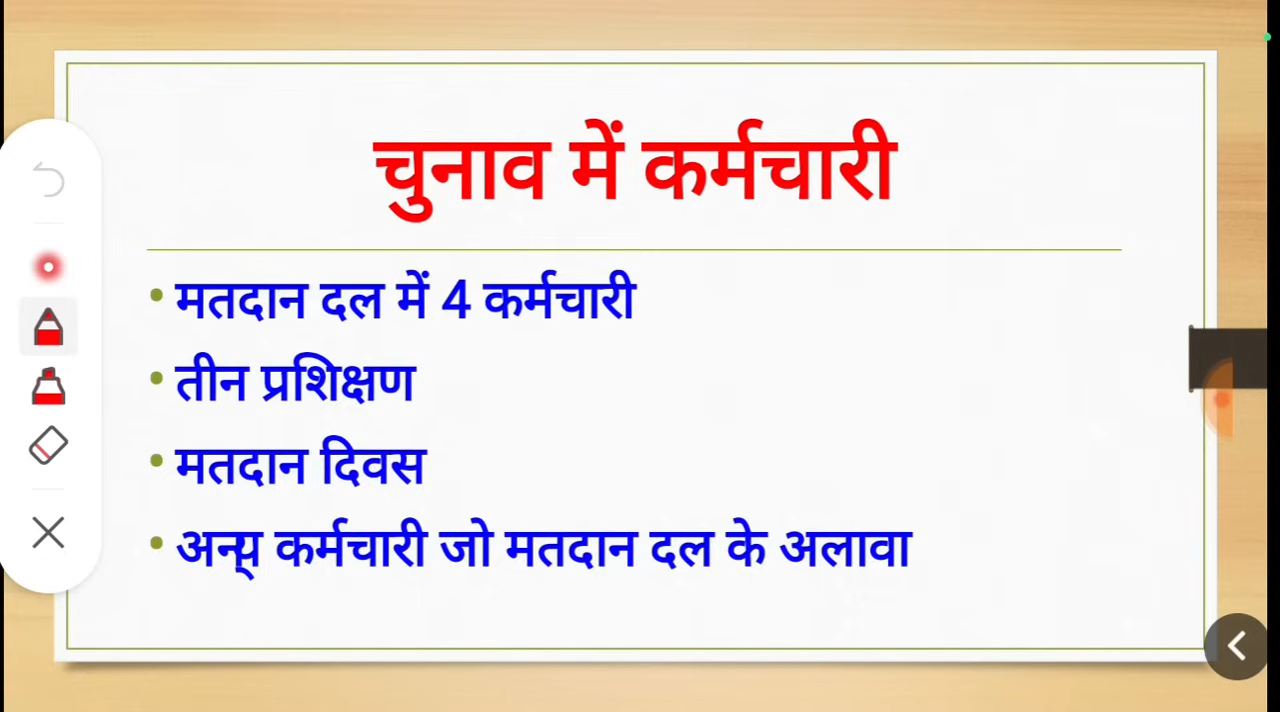 चुनाव में कर्मचारी
• मतदान दल में 4 कर्मचारी
• तीन प्रशिक्षण
• मतदान दिवस
• अन्य् कर्मचारी जो मतदान दल के अलावा